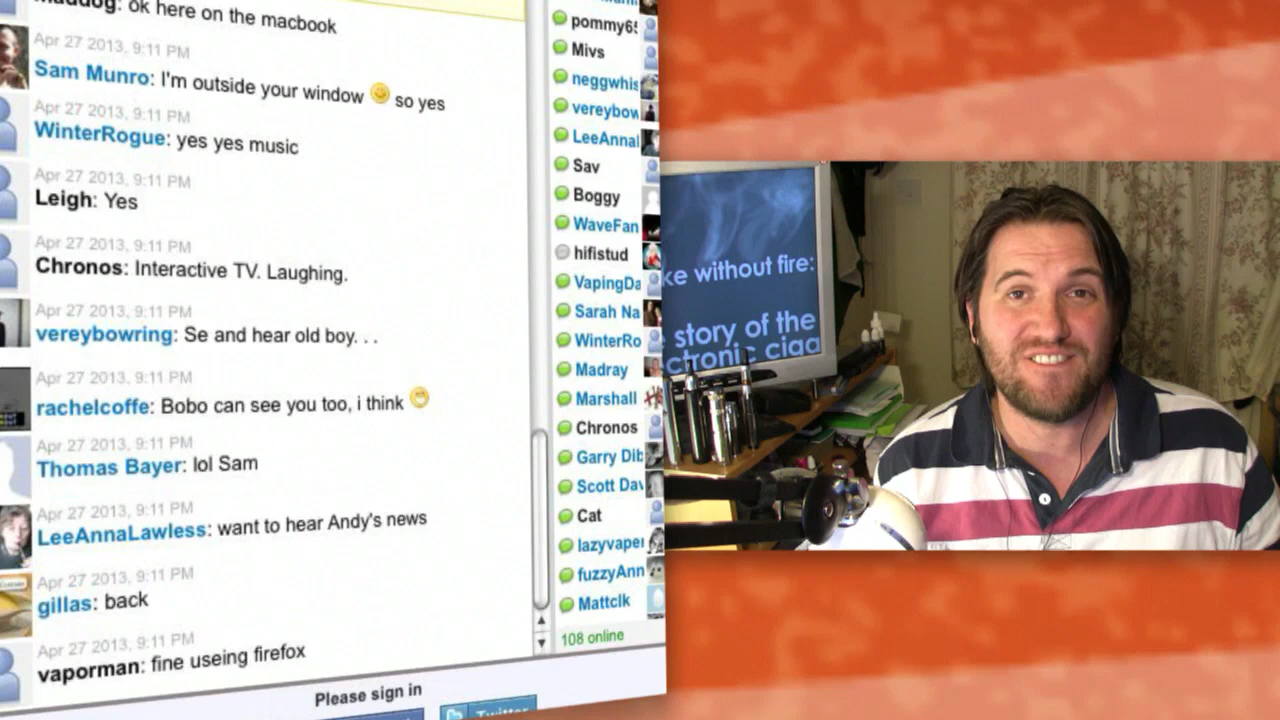 maddog: ok here on the macbook
Apr 27 2013, 9:11 PM
Sam Munro: I'm outside your window so yes
Apr 27 2013, 9:11 PM
WinterRogue: yes yes music
Apr 27 2013, 9:11 PM
Leigh: Yes
Apr 27 2013, 9:11 PM
Chronos: Interactive TV. Laughing.
Apr 27 2013, 9:11 PM
vereybowring: Se and hear old boy. . .
Apr 27 2013, 9:11 PM
rachelcoffe: Bobo can see you too, i think
Apr 27 2013, 9:11 PM
Thomas Bayer: lol Sam
Apr 27 2013, 9:11 PM
LeeAnnaLawless: want to hear Andy's news
Apr 27 2013, 9:11 PM
gillas: back
Apr 27 2013, 9:11 PM
vaporman: fine useing firefox
Please sign in
Twitter
pommy65
Mivs
neggwhis
vereybow
LeeAnnal
Sav
Boggy
WaveFan
hifistud
VapingDa
Sarah Na
WinterRo
Madray
Marshall
Chronos
Garry Dib
Scott Dav
Cat
lazyvaper
fuzzyAnn
Mattclk
108 online
ke without fire:
story of the
ctronic ciga